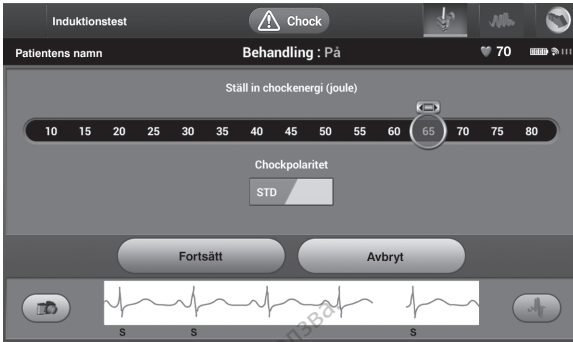 Induktionstest
Chock
Patientens namn
Behandling : På
70
Ställ in chockenergi (joule)
10 15 20 25 30 35 40 45 50 55 60 65 70 75 80
Chockpolaritet
STD
Fortsätt
Avbryt
S S S